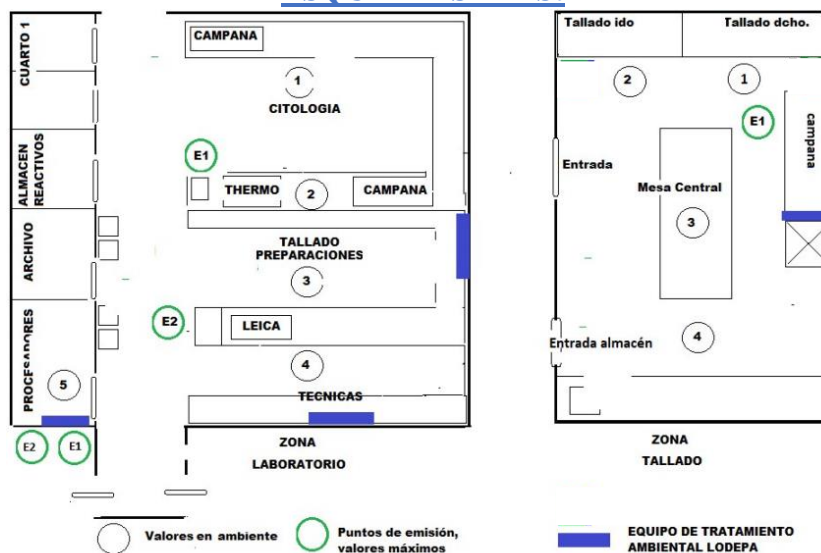 CUARTO 1
ALMACEN
REACTIVOS
ARCHIVO
PROCESADORES
5
E2
E1
CAMPANA
1
CITOLOGIA
E1
THERMO
2
CAMPANA
TALLADO
PREPARACIONES
3
E2
LEICA
4
TECNICAS
ZONA
LABORATORIO
Tallado ido
Tallado dcho.
2
1
E1
campana
Entrada
Mesa Central
3
Entrada almacén
4
ZONA
TALLADO
Valores en ambiente
Puntos de emisión,
valores máximos
EQUIPO DE TRATAMIENTO
AMBIENTAL LODEPA